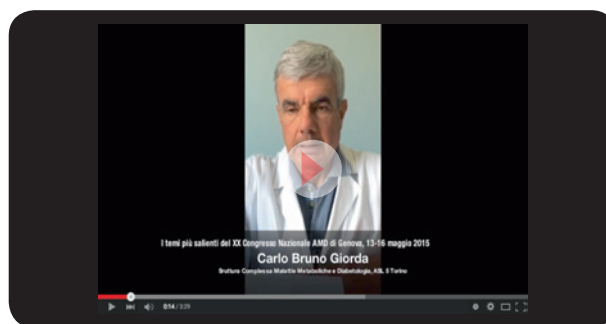 I temi più salienti del XX Congresso Nazionale AMD di Genova, 13-16 maggio 2015
Carlo Bruno Giorda
Struttura Complessa Malattie Metaboliche e Diabetologia, ASL 5 Torino
0:14 / 3:29